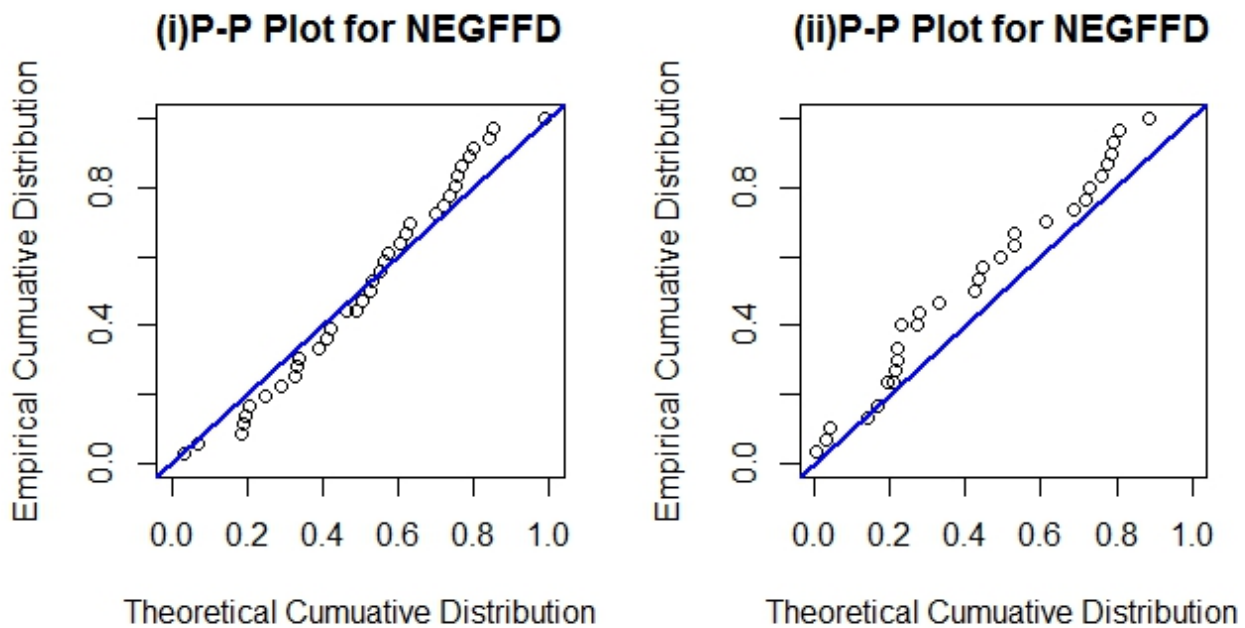 (i)P-P Plot for NEGFFD
Empirical Cumuative Distribution
0.8
0.4
0.0
0.0 0.2 0.4 0.6 0.8 1.0
Theoretical Cumuative Distribution
(ii)P-P Plot for NEGFFD
Empirical Cumuative Distribution
0.8
0.4
0.0
0.0 0.2 0.4 0.6 0.8 1.0
Theoretical Cumuative Distribution